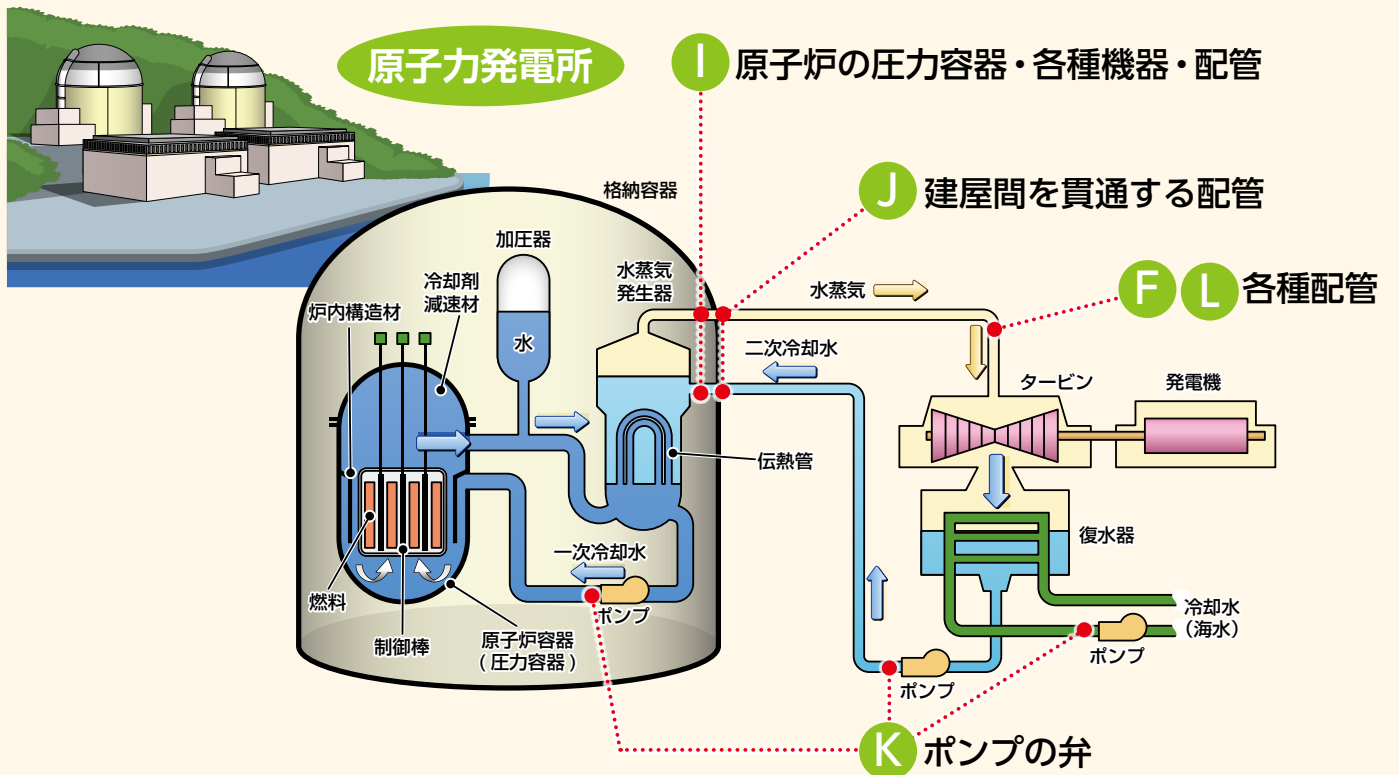 原子力発電所
I 原子炉の圧力容器・各種機器・配管
J 建屋間を貫通する配管
F L 各種配管
格納容器
加圧器
冷却剤
減速材
炉内構造材
水
水蒸気
発生器
水蒸気
二次冷却水
タービン
発電機
伝熱管
復水器
一次冷却水
ポンプ
燃料
制御棒
原子炉容器
(圧力容器)
冷却水
(海水)
ポンプ
ポンプ
K ポンプの弁